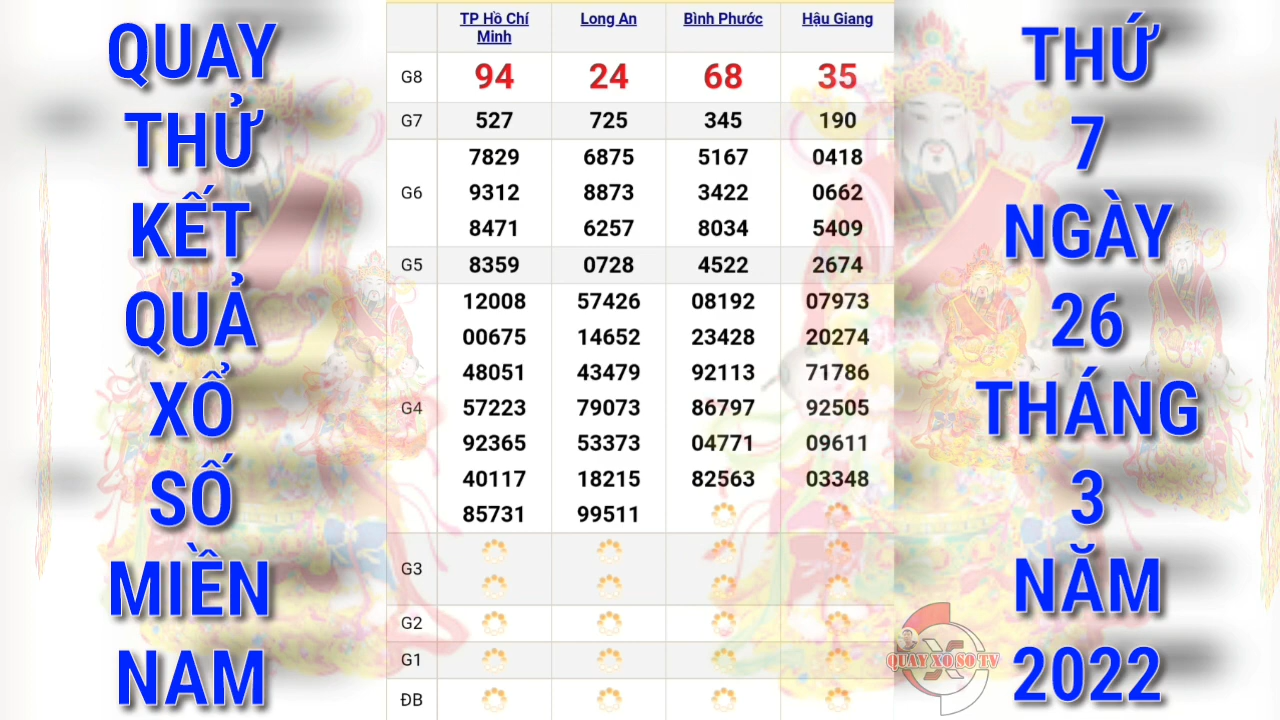 QUAY
THỬ
KẾT
QUẢ
XỔ
SỐ
MIỀN
NAM
TP Hồ Chí Minh Long An Bình Phước Hậu Giang
G8 94 24 68 35
G7 527 725 345 190
7829 6875 5167 0418
G6 9312 8873 3422 0662
8471 6257 8034 5409
G5 8359 0728 4522 2674
12008 57426 08192 07973
00675 14652 23428 20274
48051 43479 92113 71786
G4 57223 79073 86797 92505
92365 53373 04771 09611
40117 18215 82563 03348
85731 99511
G3
G2
G1
ĐB
THỨ
7
NGÀY
26
THÁNG
3
NĂM
2022
QUAY XO SO TV